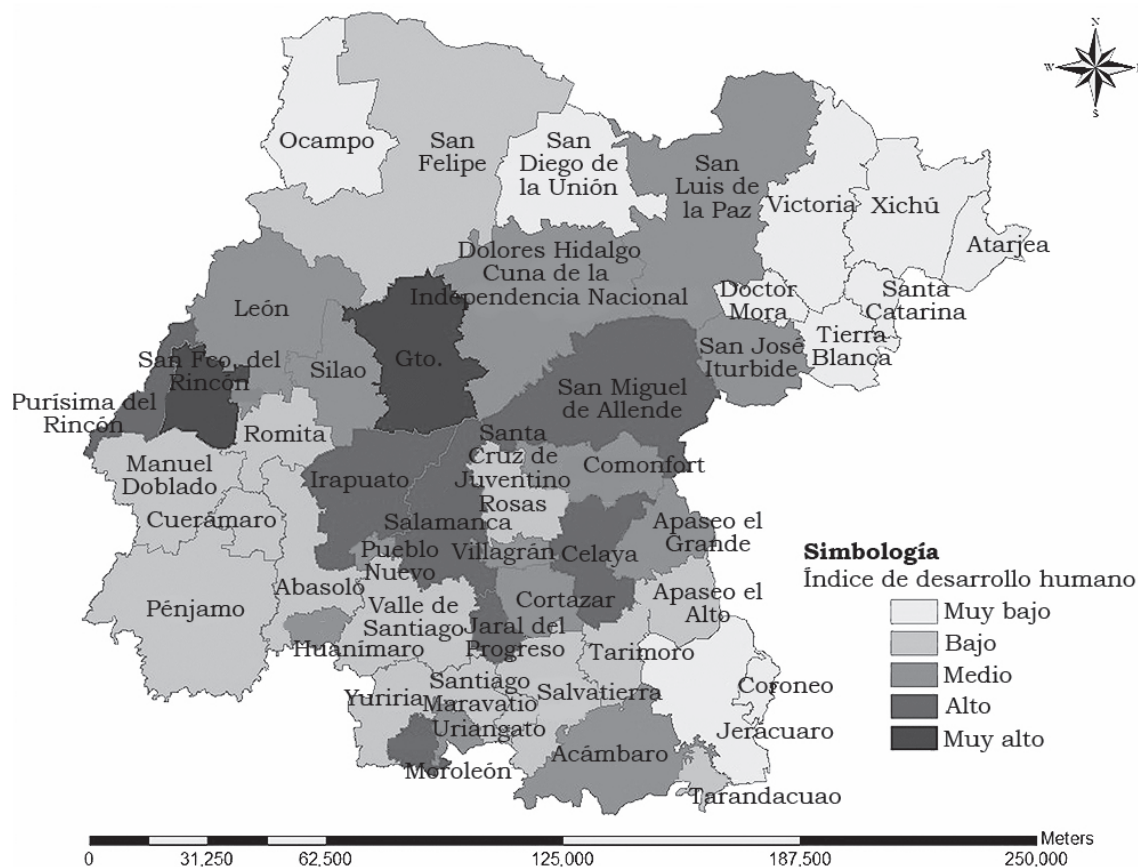 N
W
E
S
Ocampo
San
Felipe
San
Diego de
la Unión
San
Luis de
la Paz
Victoria
Xichú
Atarjea
Dolores Hidalgo
Cuna de la
Independencia Nacional
Doctor
Mora
Santa
Catarina
Tierra
Blanca
León
San Fco. del
Rincón
Silao
Gto.
San José
Iturbide
San Miguel
de Allende
Purísima del
Rincón
Romita
Manuel
Doblado
Irapuato
Santa
Cruz de
Juventino
Rosas
Comonfort
Cuerámaro
Salamanca
Apaseo el
Grande
Pueblo
Nuevo
Villagrán
Celaya
Pénjamo
Abasoló
Valle de
Santiago
Cortazar
Apaseo el
Alto
Huanímaro
Jaral del
Progreso
Tarimoro
Yuriria
Santiago
Maravatio
Salvatierra
Coroneo
Uriangato
Jerácuaro
Moroleón
Acámbaro
Tarandacuao
Simbología
Índice de desarrollo humano
Muy bajo
Bajo
Medio
Alto
Muy alto
Meters
0 31,250 62,500 125,000 187,500 250,000